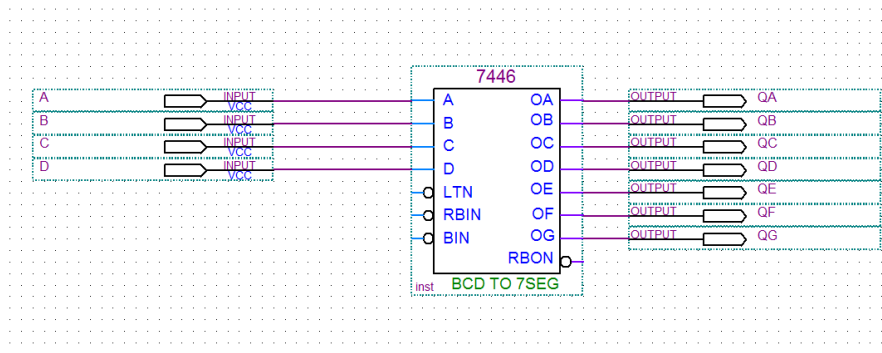 7446
A INPUT VCC A OA OUTPUT QA
B INPUT VCC B OB OUTPUT QB
C INPUT VCC C OC OUTPUT QC
D INPUT VCC D OD OUTPUT QD
LTN OE OUTPUT QE
RBIN OF OUTPUT QF
BIN OG OUTPUT QG
RBON
inst BCD TO 7SEG